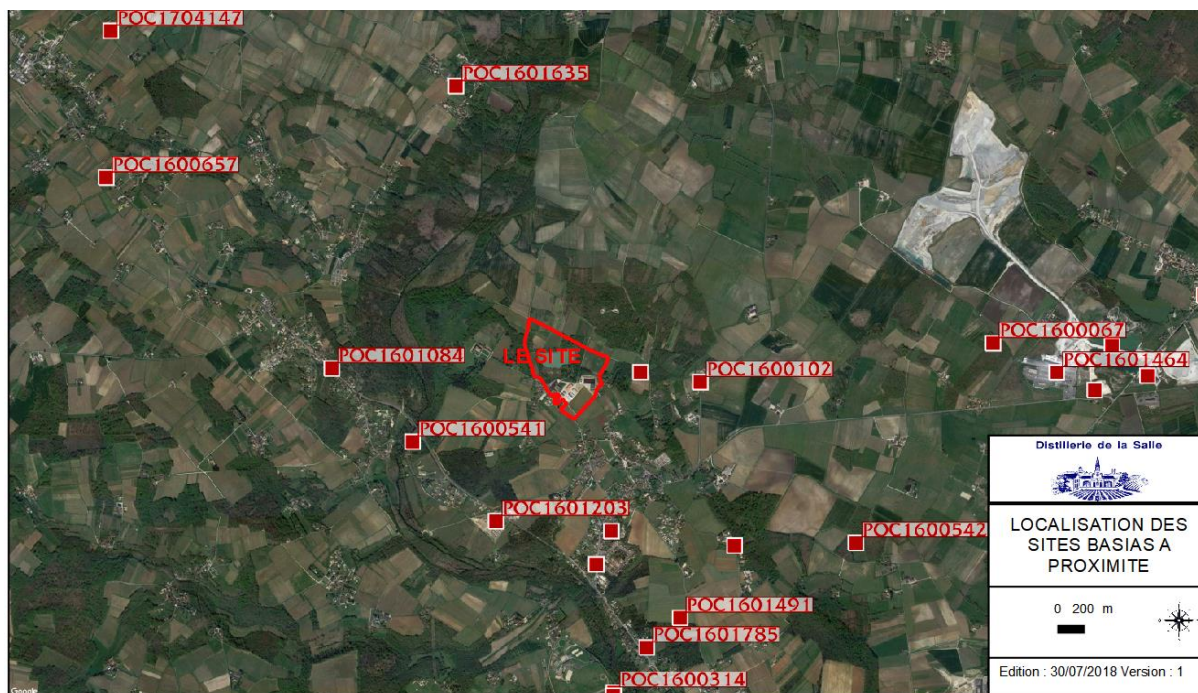 POC1704147
POC1601635
POC1600657
POC1600067
POC1601084
LE SITE
POC1601464
POC1600102
POC1600541
POC1601203
POC1600542
POC1601491
POC1601785
POC1600314
Google
Distillerie de la Salle
LOCALISATION DES
SITES BASIAS A
PROXIMITE
0 200 m
Edition : 30/07/2018 Version : 1